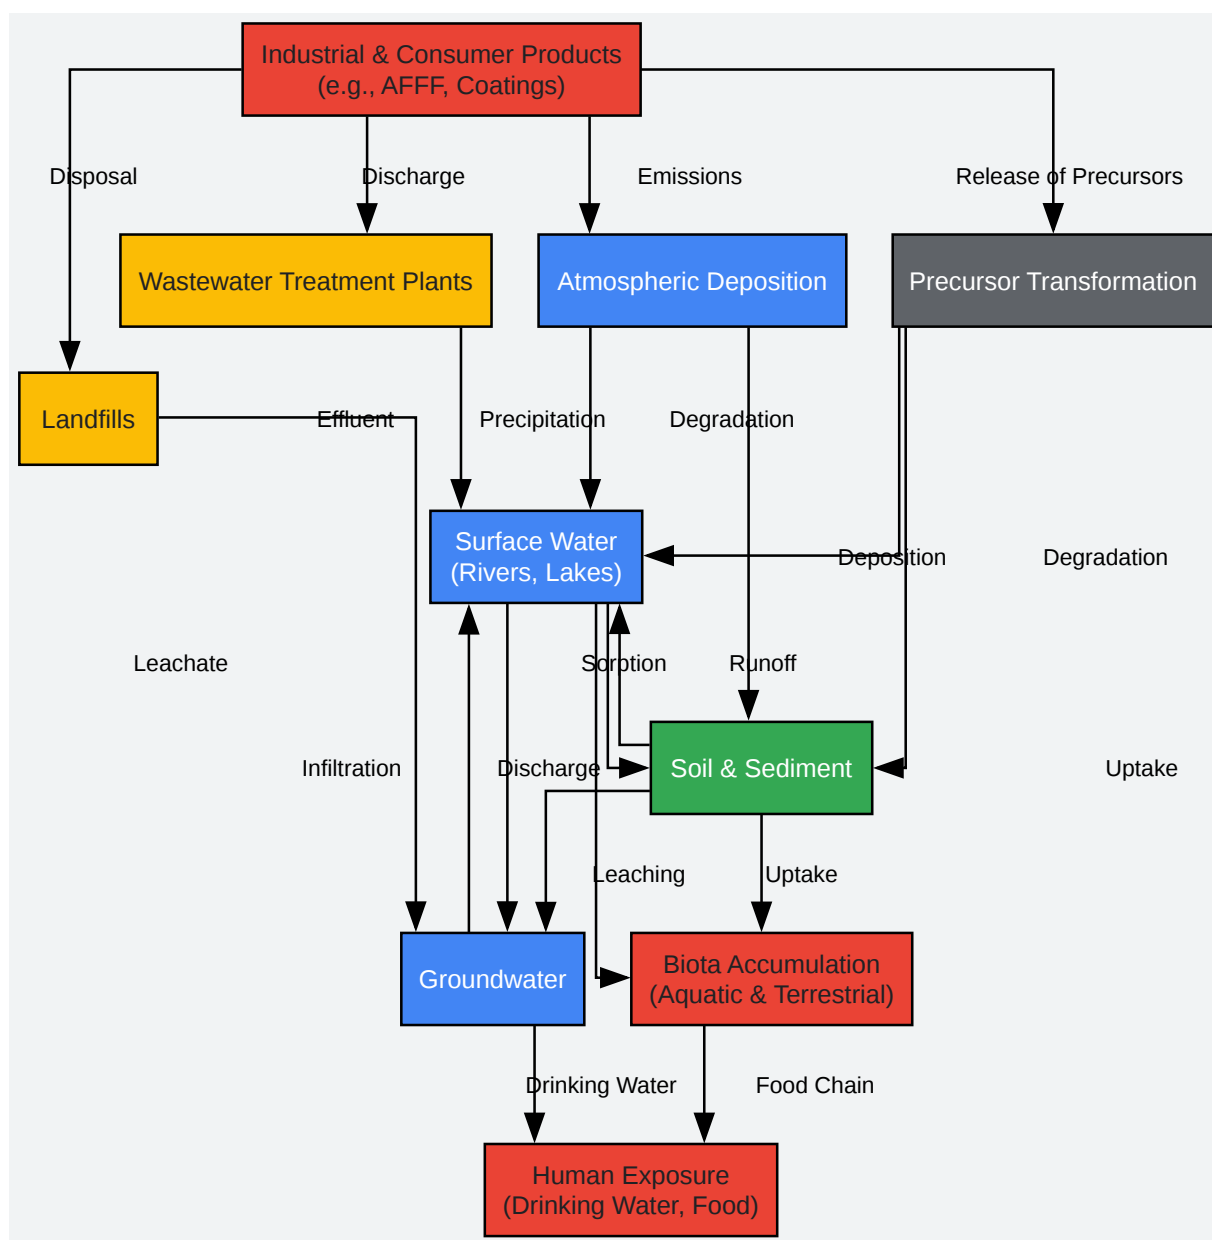 Industrial & Consumer Products
(e.g., AFFF, Coatings)
Disposal
Discharge
Emissions
Release of Precursors
Wastewater Treatment Plants
Atmospheric Deposition
Precursor Transformation
Landfills
Effluent
Precipitation
Degradation
Surface Water
(Rivers, Lakes)
Deposition
Degradation
Leachate
Sorption
Runoff
Infiltration
Discharge
Soil & Sediment
Uptake
Leaching
Uptake
Groundwater
Biota Accumulation
(Aquatic & Terrestrial)
Drinking Water
Food Chain
Human Exposure
(Drinking Water, Food)